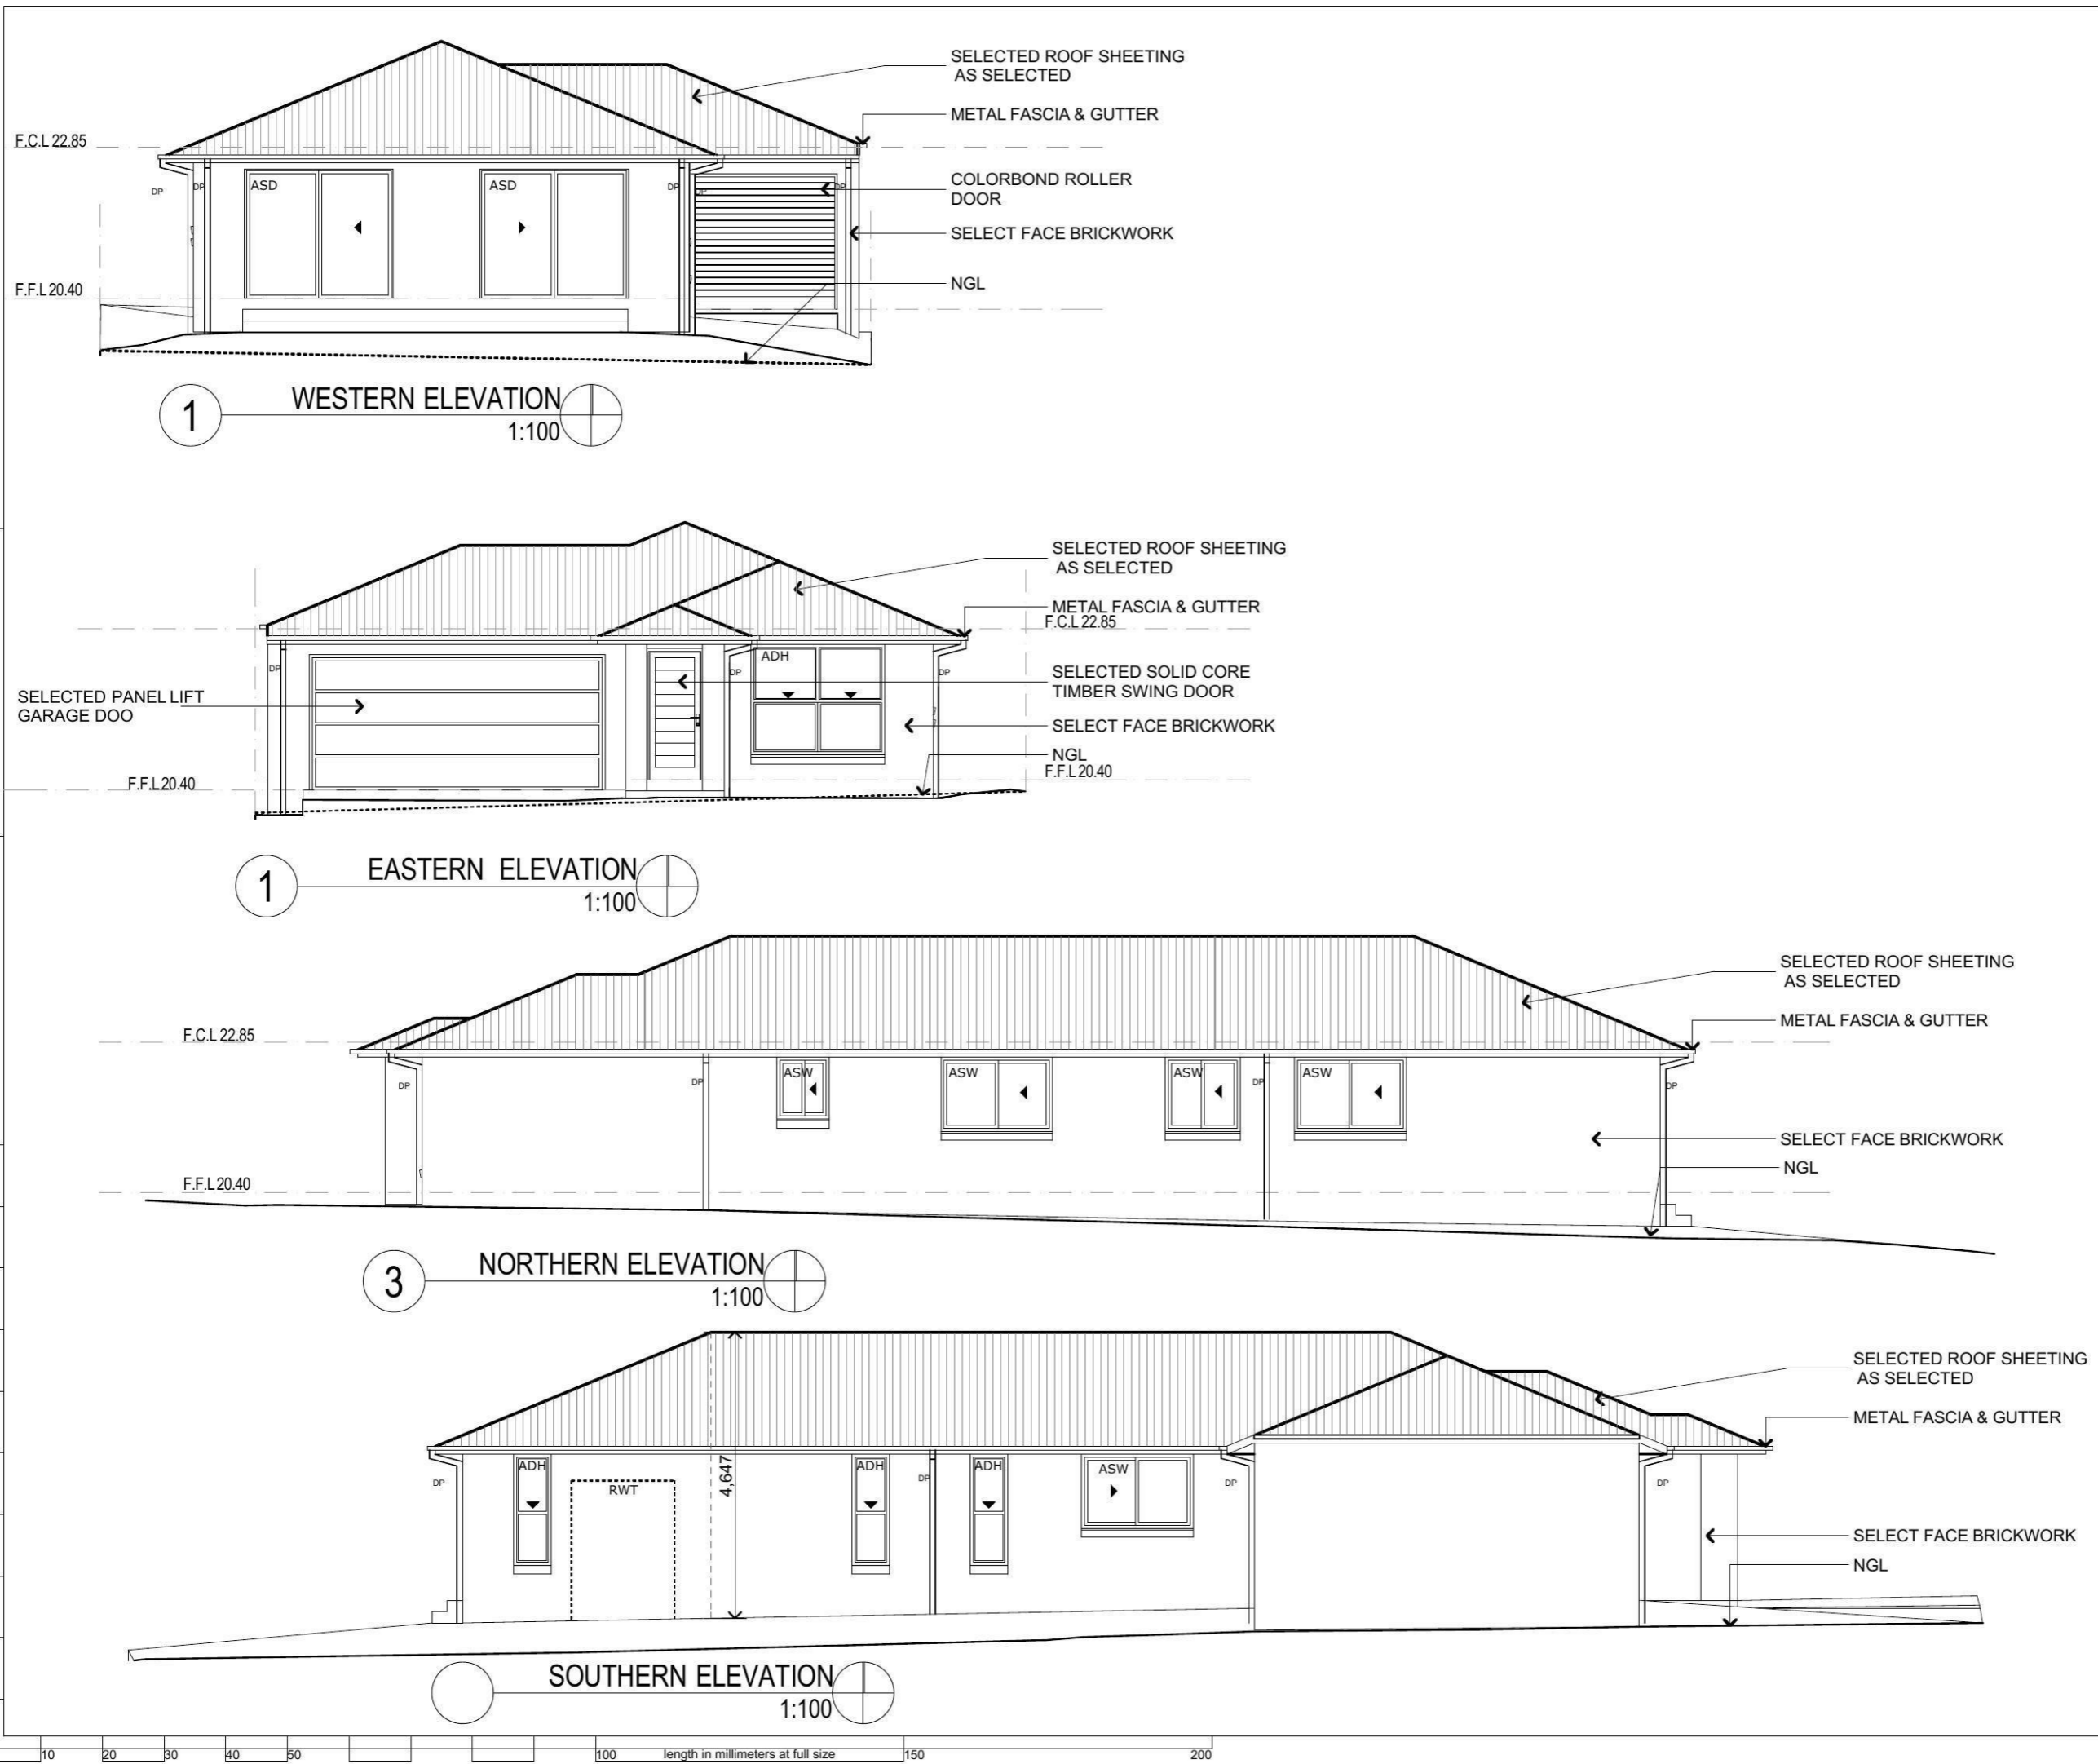 SELECTED ROOF SHEETING
AS SELECTED
METAL FASCIA & GUTTER
F.C.L 22.85
COLORBOND ROLLER
DOOR
DP
DP
ASD
ASD
DP
DP
DP
SELECT FACE BRICKWORK
NGL
F.F.L 20.40
1
WESTERN ELEVATION
1:100
SELECTED ROOF SHEETING
AS SELECTED
METAL FASCIA & GUTTER
F.C.L 22.85
ADH
DP
DP
DP
SELECTED SOLID CORE
TIMBER SWING DOOR
SELECTED PANEL LIFT
GARAGE DOO
SELECT FACE BRICKWORK
NGL
F.F.L 20.40
F.F.L 20.40
1
EASTERN ELEVATION
1:100
SELECTED ROOF SHEETING
AS SELECTED
METAL FASCIA & GUTTER
F.C.L 22.85
ASW
ASW
ASW
ASW
DP
DP
DP
DP
SELECT FACE BRICKWORK
NGL
F.F.L 20.40
3
NORTHERN ELEVATION
1:100
SELECTED ROOF SHEETING
AS SELECTED
METAL FASCIA & GUTTER
ADH
RWT
4,647
ADH
ADH
ASW
DP
DP
DP
DP
SELECT FACE BRICKWORK
NGL
SOUTHERN ELEVATION
1:100
10 20 30 40 50 100 length in millimeters at full size 150 200